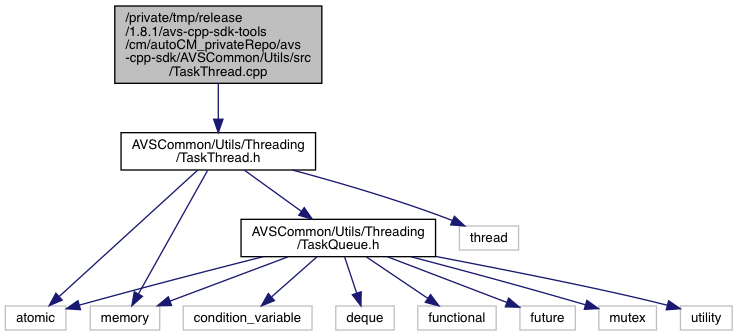 /private/tmp/release
/1.8.1/avs-cpp-sdk-tools
/cm/autoCM_privateRepo/avs
-cpp-sdk/AVSCommon/Utils/src
/TaskThread.cpp
AVSCommon/Utils/Threading
/TaskThread.h
AVSCommon/Utils/Threading
/TaskQueue.h
thread
atomic
memory
condition_variable
deque
functional
future
mutex
utility